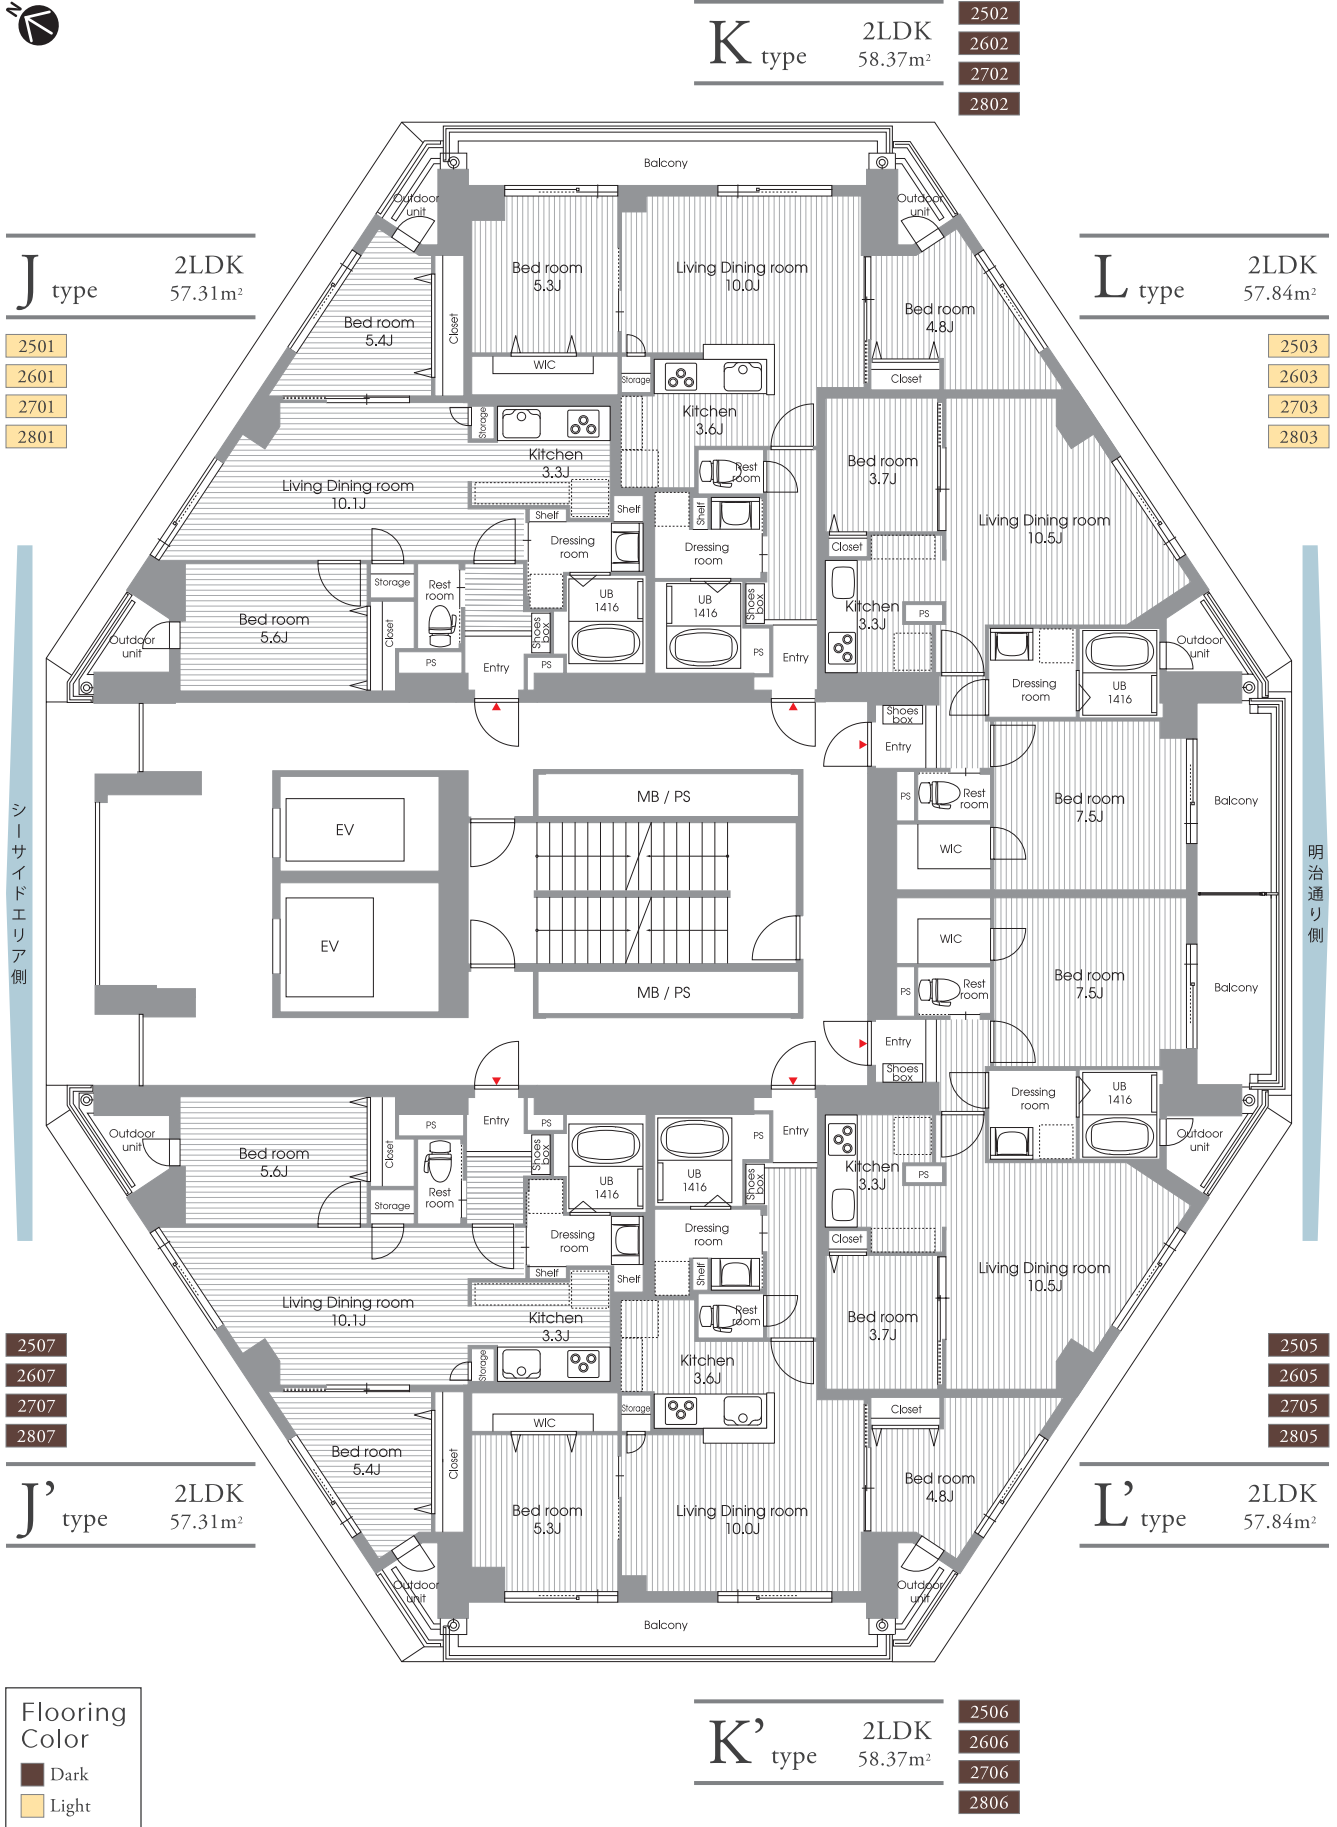 N
K type
2LDK
58.37m²
2502
2602
2702
2802
J type
2LDK
57.31m²
2501
2601
2701
2801
L type
2LDK
57.84m²
2503
2603
2703
2803
Balcony
Outdoor
unit
Outdoor
unit
Bed room
5.3J
Living Dining room
10.0J
Bed room
5.4J
Closet
Bed room
4.8J
WIC
Storage
Closet
Storage
Kitchen
3.6J
Kitchen
3.3J
Bed room
3.7J
Rest
room
Living Dining room
10.1J
Shelf
Shelf
Shelf
Living Dining room
10.5J
Dressing
room
Dressing
room
Closet
Storage
Rest
room
UB
1416
UB
1416
Shoes
box
Kitchen
3.3J
PS
Bed room
5.6J
Closet
Shoes
box
Outdoor
unit
Outdoor
unit
PS
Entry
PS
PS
Entry
Dressing
room
UB
1416
Shoes
box
Entry
MB / PS
PS
Rest
room
Bed room
7.5J
Balcony
EV
WIC
シーサイドエリア側
明治通り側
EV
WIC
Bed room
7.5J
Balcony
MB / PS
PS
Rest
room
Entry
Shoes
box
Dressing
room
UB
1416
Outdoor
unit
Outdoor
unit
PS
Entry
PS
PS
Entry
Bed room
5.6J
Closet
Shoes
box
Rest
room
Storage
UB
1416
UB
1416
Shoes
box
Kitchen
3.3J
PS
Dressing
room
Dressing
room
Closet
Shelf
Shelf
Shelf
Living Dining room
10.5J
Living Dining room
10.1J
Kitchen
3.3J
Rest
room
Bed room
3.7J
Storage
Kitchen
3.6J
Storage
Closet
WIC
Bed room
5.4J
Closet
Bed room
4.8J
Bed room
5.3J
Living Dining room
10.0J
Outdoor
unit
Outdoor
unit
Balcony
2507
2607
2707
2807
J’ type
2LDK
57.31m²
2505
2605
2705
2805
L’ type
2LDK
57.84m²
Flooring
Color
Dark
Light
K’ type
2LDK
58.37m²
2506
2606
2706
2806